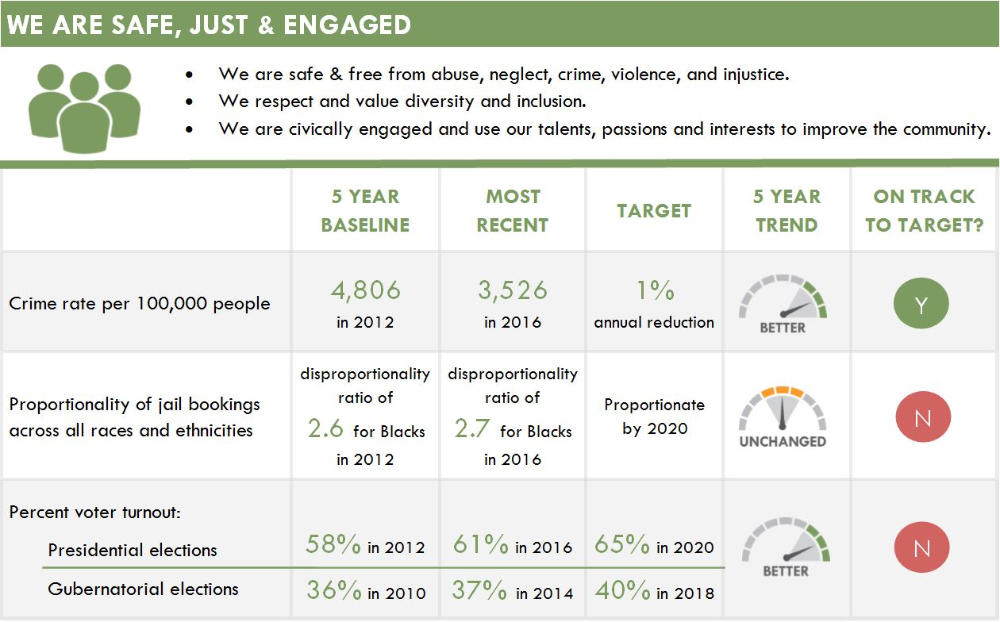 WE ARE SAFE, JUST & ENGAGED
• We are safe & free from abuse, neglect, crime, violence, and injustice.
• We respect and value diversity and inclusion.
• We are civically engaged and use our talents, passions and interests to improve the community.
5 YEAR
BASELINE
MOST
RECENT
TARGET
5 YEAR
TREND
ON TRACK
TO TARGET?
Crime rate per 100,000 people
4,806
in 2012
3,526
in 2016
1%
annual reduction
BETTER
Y
Proportionality of jail bookings
across all races and ethnicities
disproportionality
ratio of
2.6 for Blacks
in 2012
disproportionality
ratio of
2.7 for Blacks
in 2016
Proportionate
by 2020
UNCHANGED
N
Percent voter turnout:
Presidential elections
58% in 2012
61% in 2016
65% in 2020
Gubernatorial elections
36% in 2010
37% in 2014
40% in 2018
BETTER
N